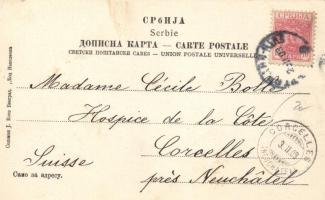 СРБИЈА
Serbie
ДОПИСНА КАРТА — CARTE POSTALE
СВЕТСКИ ПОШТАНСКИ САВЕЗ — UNION POSTALE UNIVERSELLE
Madame Cécile
Hospice de la Côte
Corcelles
Suisse
près Neuchâtel
Само за адресу.
CORCELLES